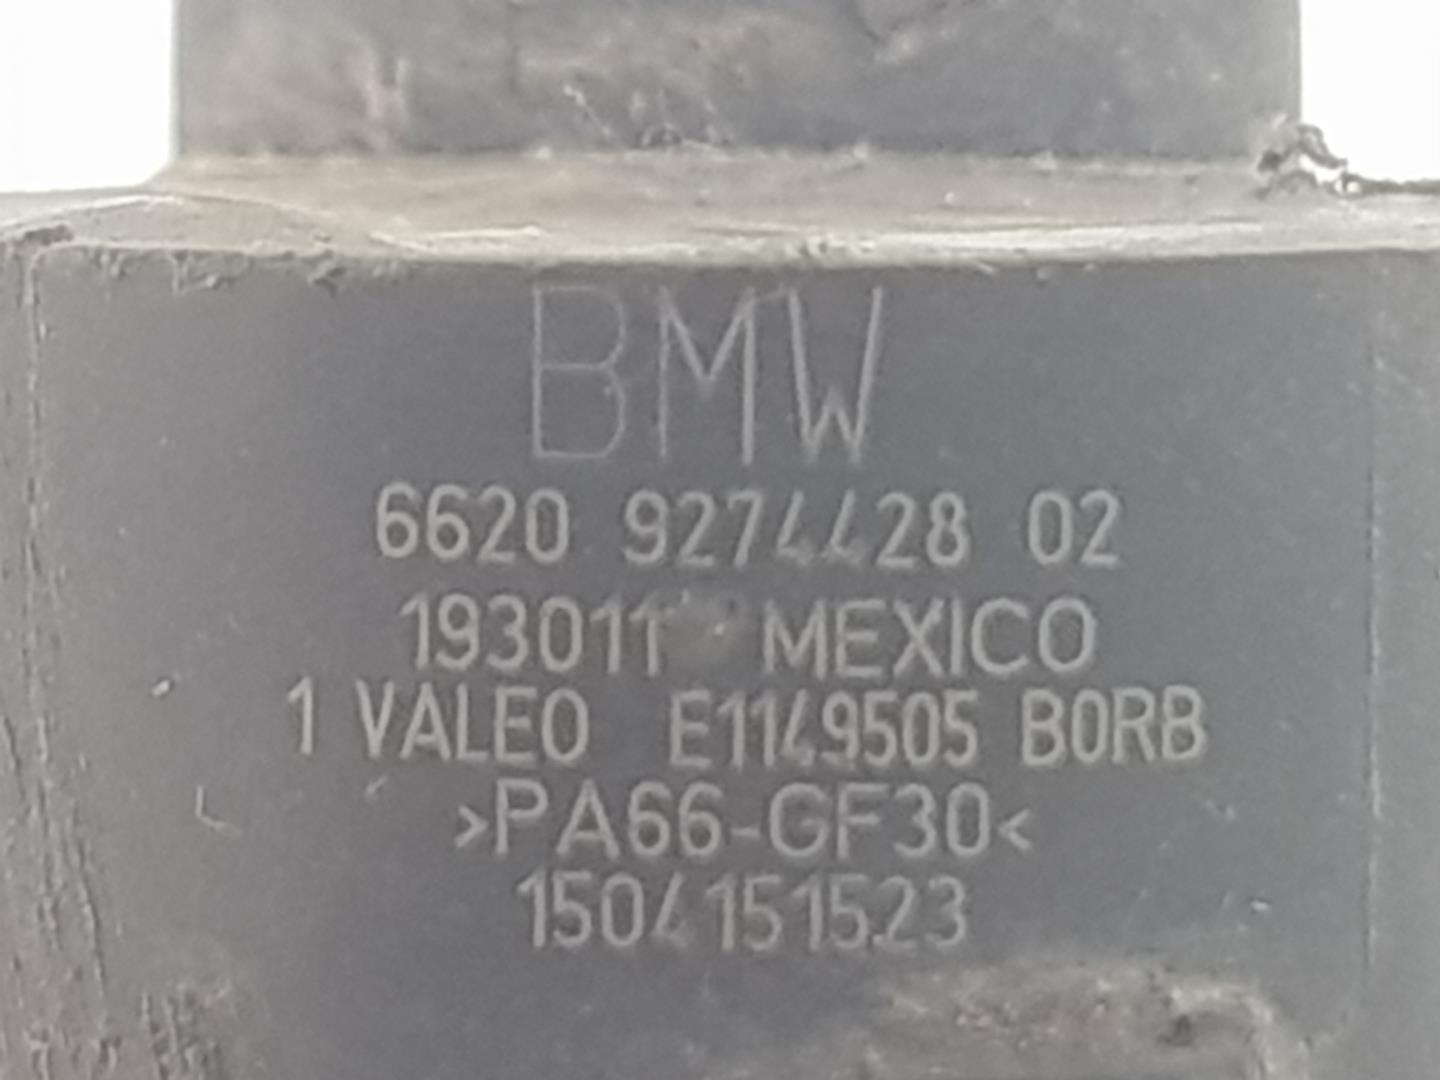 BMW
6620 9274428 02
193011 MEXICO
1 VALEO E1149505 B0RB
>PA66-GF30<
1504151523